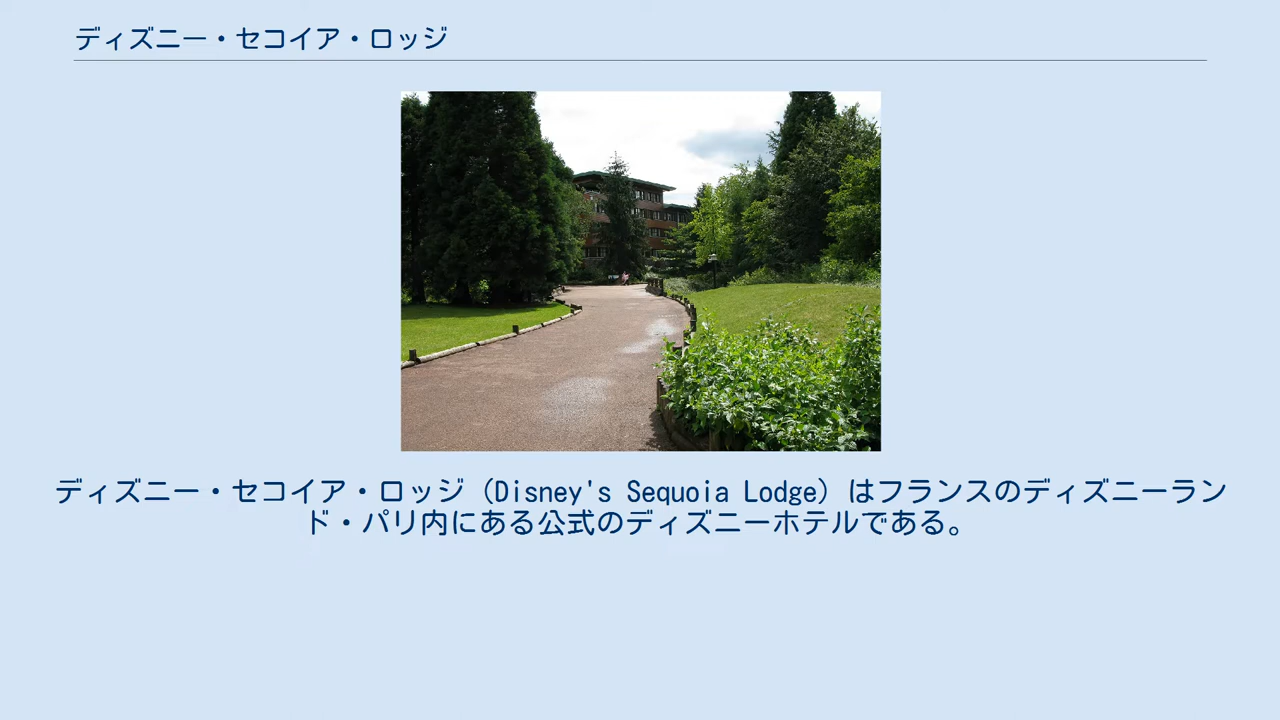 ディズニー・セコイア・ロッジ
ディズニー・セコイア・ロッジ（Disney's Sequoia Lodge）はフランスのディズニーラン
ド・パリ内にある公式のディズニーホテルである。